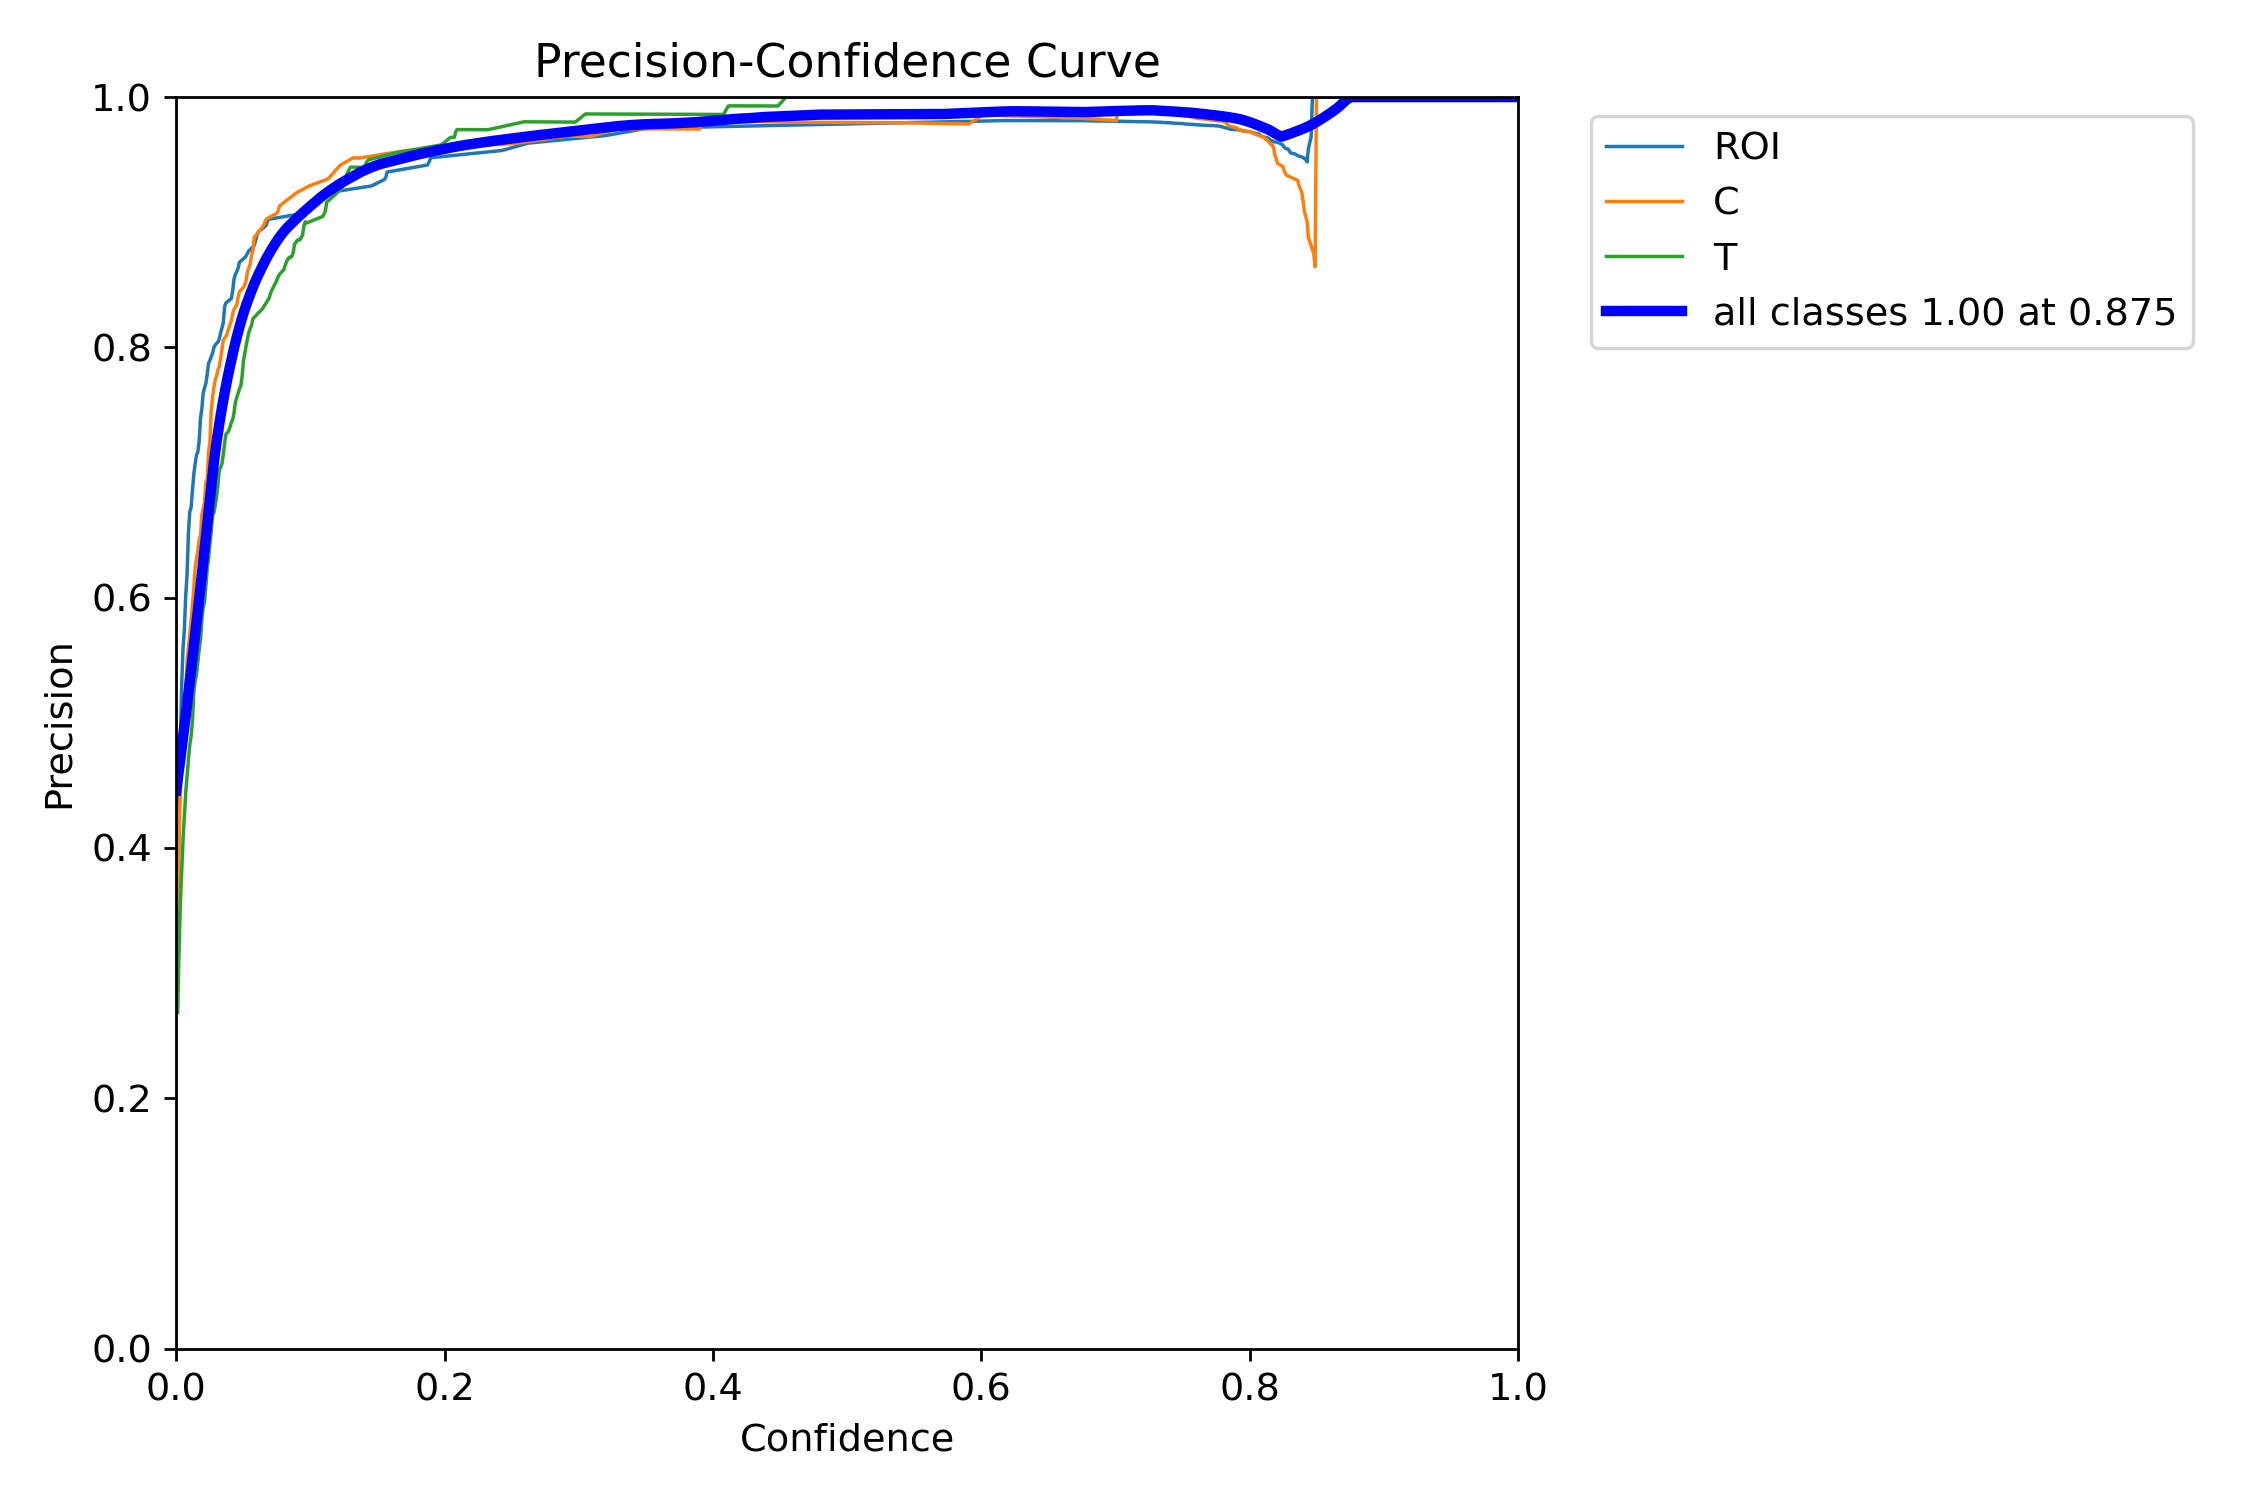 Precision-Confidence Curve
1.0
0.8
0.6
0.4
0.2
0.0
Precision
0.0 0.2 0.4 0.6 0.8 1.0
Confidence
ROI
C
T
all classes 1.00 at 0.875